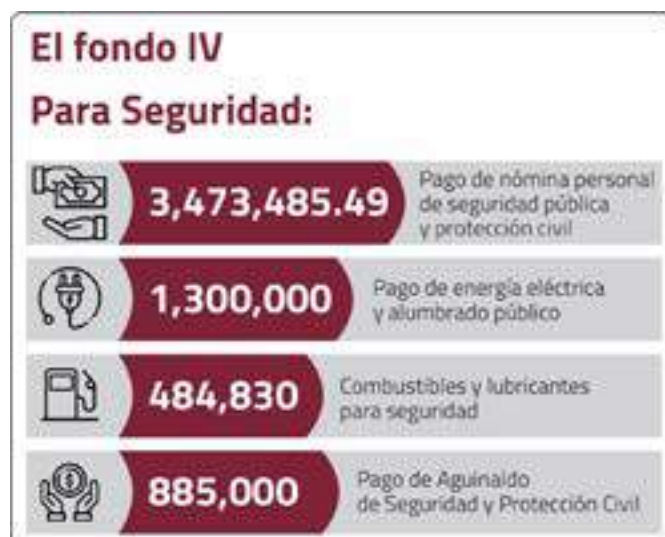 El fondo IV
Para Seguridad:
3,473,485.49
Pago de nómina personal
de seguridad pública
y protección civil
1,300,000
Pago de energía eléctrica
y alumbrado público
484,830
Combustibles y lubricantes
para seguridad
885,000
Pago de Aguinaldo
de Seguridad y Protección Civil